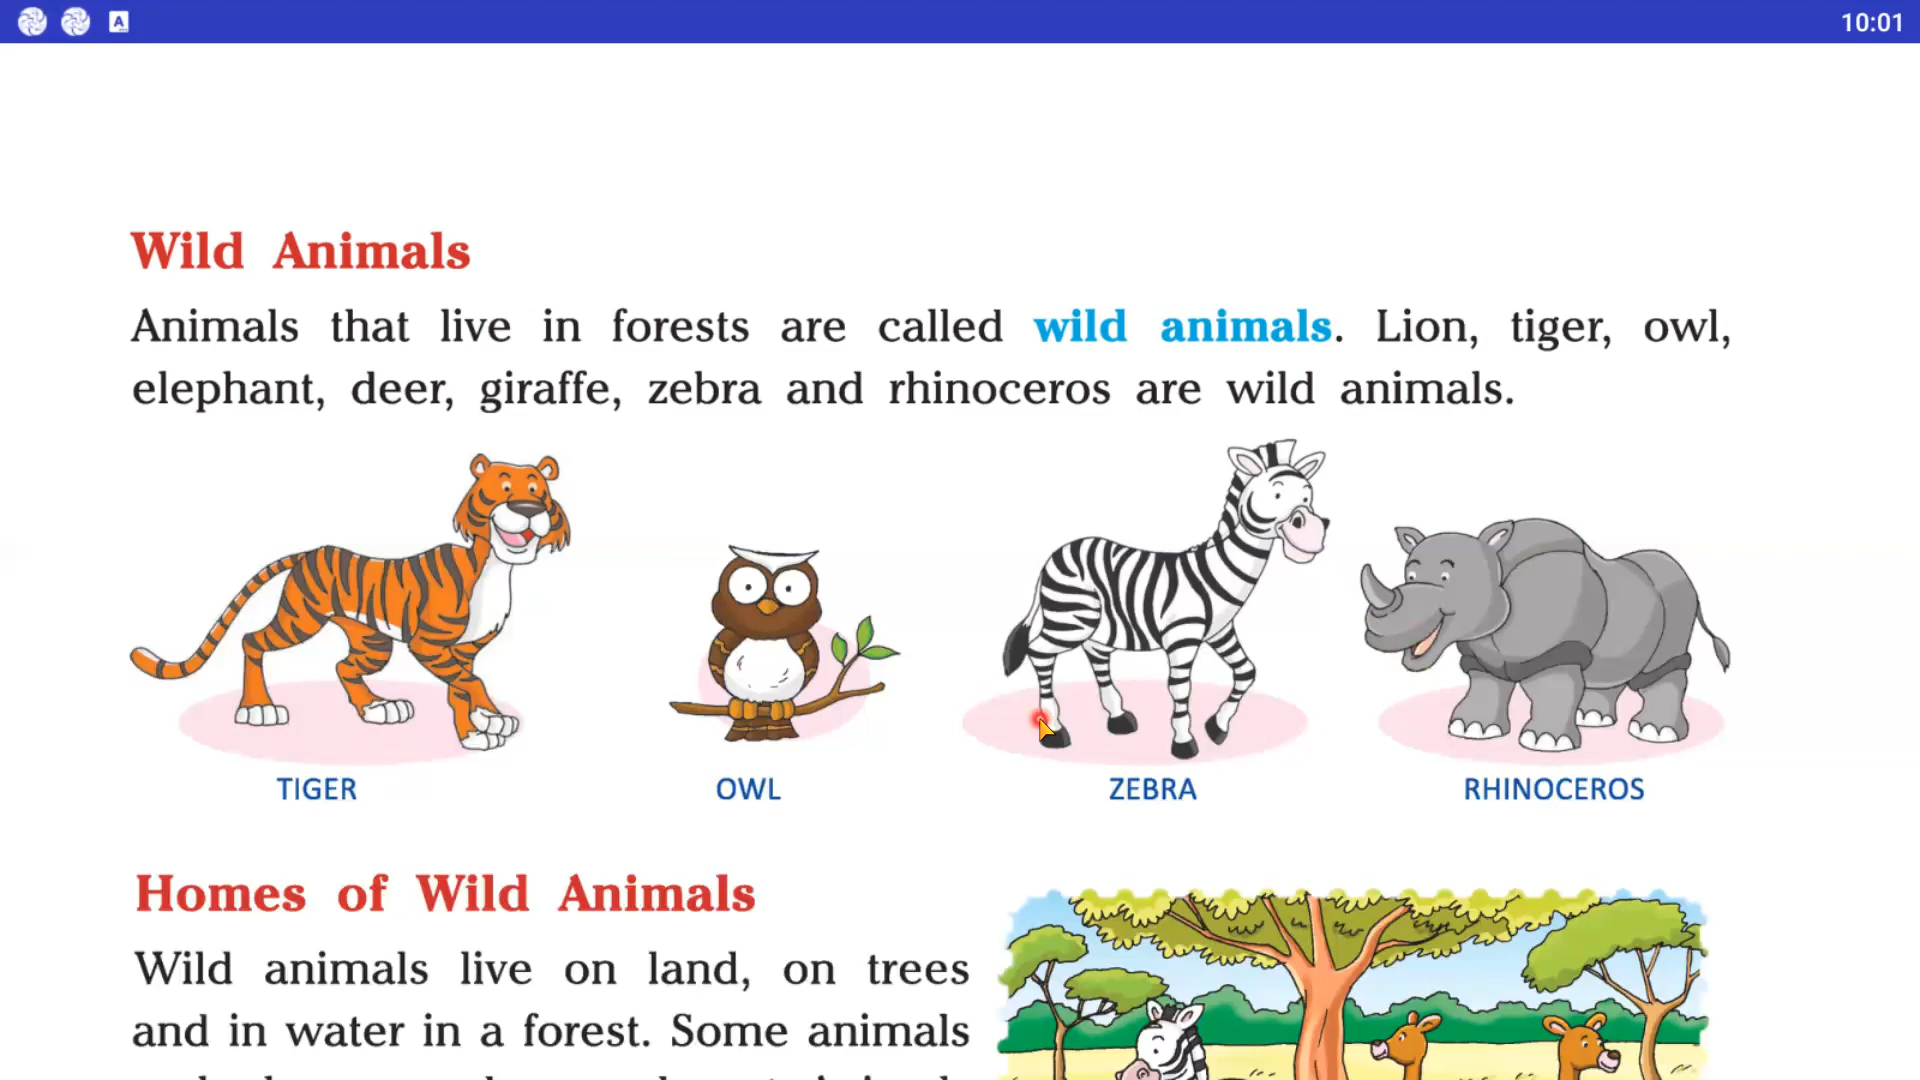 A
10:01
Wild Animals
Animals that live in forests are called wild animals. Lion, tiger, owl,
elephant, deer, giraffe, zebra and rhinoceros are wild animals.
TIGER
OWL
ZEBRA
RHINOCEROS
Homes of Wild Animals
Wild animals live on land, on trees
and in water in a forest. Some animals